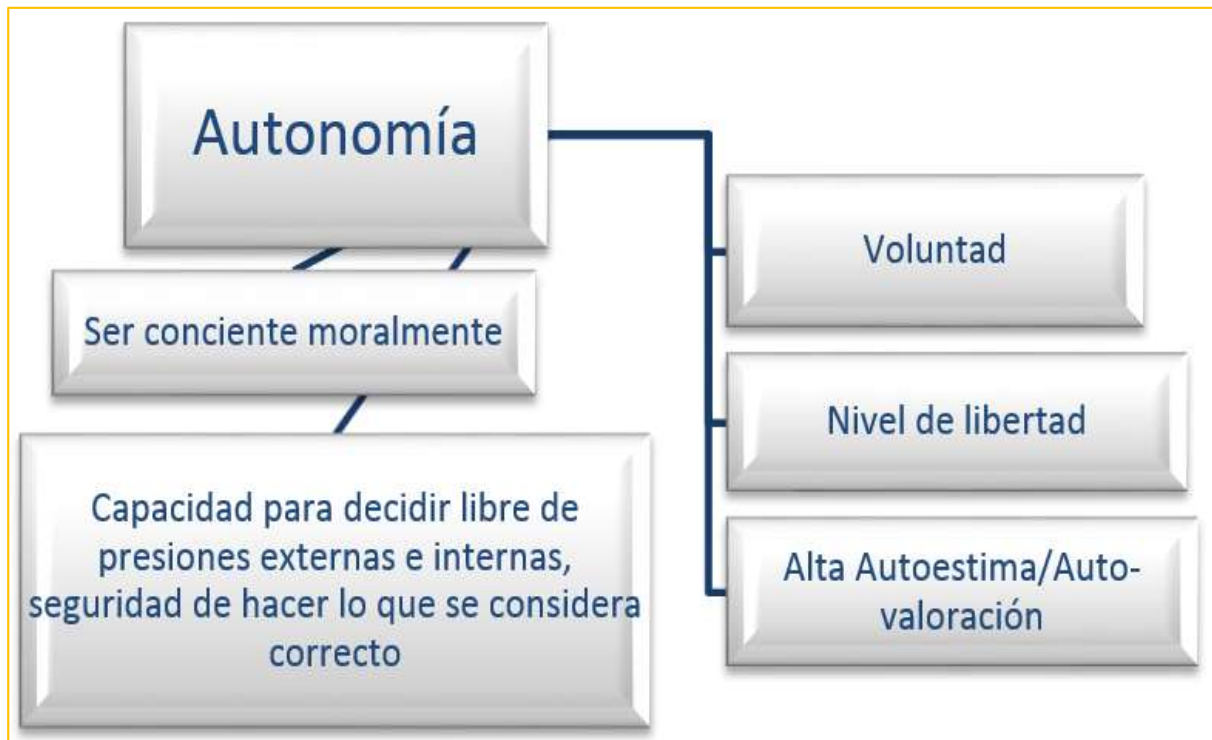 Autonomía
Ser conciente moralmente
Capacidad para decidir libre de
presiones externas e internas,
seguridad de hacer lo que se considera
correcto
Voluntad
Nivel de libertad
Alta Autoestima/Auto-
valoración